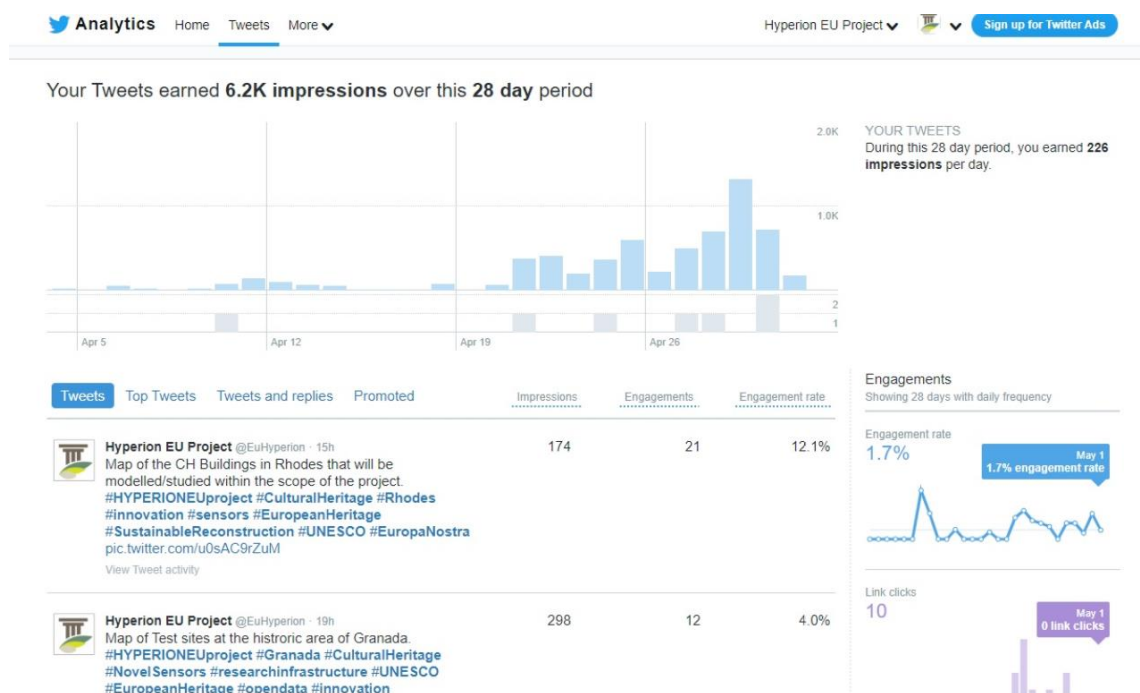 Analytics Home Tweets More Hyperion EU Project Sign up for Twitter Ads
Your Tweets earned 6.2K impressions over this 28 day period
2.0K
1.0K
2
1
Apr 5 Apr 12 Apr 19 Apr 26
YOUR TWEETS
During this 28 day period, you earned 226
impressions per day.
Tweets Top Tweets Tweets and replies Promoted Impressions Engagements Engagement rate
Hyperion EU Project @EuHyperion · 15h 174 21 12.1%
Map of the CH Buildings in Rhodes that will be
modelled/studied within the scope of the project.
#HYPERIONEUproject #CulturalHeritage #Rhodes
#innovation #sensors #EuropeanHeritage
#SustainableReconstruction #UNESCO #EuropaNostra
pic.twitter.com/u0sAC9rZuM
View Tweet activity
Hyperion EU Project @EuHyperion · 19h 298 12 4.0%
Map of Test sites at the histroric area of Granada.
#HYPERIONEUproject #Granada #CulturalHeritage
#NovelSensors #researchinfrastructure #UNESCO
#EuropeanHeritage #opendata #innovation
Engagements
Showing 28 days with daily frequency
Engagement rate
1.7%
May 1
1.7% engagement rate
Link clicks
10
May 1
0 link clicks